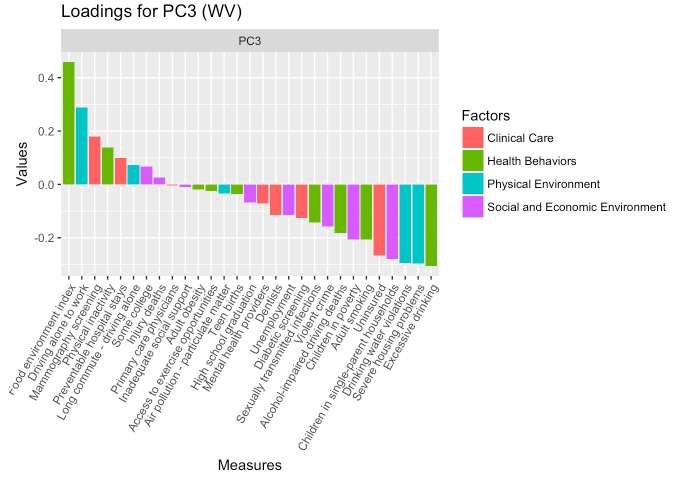 Loadings for PC3 (WV)
PC3
Values
0.4
0.2
0.0
-0.2
Food environment index
Driving alone to work
Mammography screening
Physical inactivity
Preventable hospital stays
Long commute - driving alone
Some college
Injury deaths
Primary care physicians
Inadequate social support
Adult obesity
Access to exercise opportunities
Air pollution - particulate matter
Teen births
High school graduation
Mental health providers
Dentists
Unemployment
Diabetic screening
Sexually transmitted infections
Violent crime
Alcohol-impaired driving deaths
Children in poverty
Adult smoking
Uninsured
Children in single-parent households
Drinking water violations
Severe housing problems
Excessive drinking
Measures
Factors
Clinical Care
Health Behaviors
Physical Environment
Social and Economic Environment